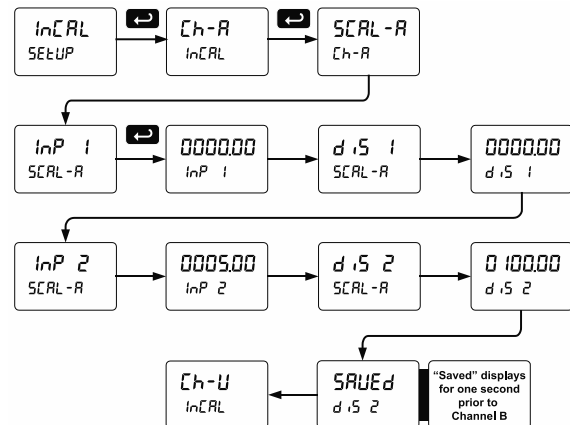 InCAL
SEtUP
Ch-A
InCAL
SCAL-A
Ch-A
InP 1
SCAL-A
0000.00
InP 1
diS 1
SCAL-A
0000.00
diS 1
InP 2
SCAL-A
0005.00
InP 2
diS 2
SCAL-A
0100.00
diS 2
Ch-U
InCAL
SAVEd
diS 2
“Saved” displays
for one second
prior to
Channel B